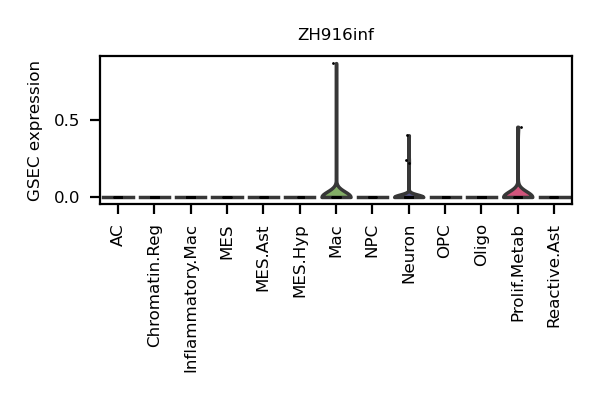 ZH916inf
GSEC expression
0.5
0.0
AC
Chromatin.Reg
Inflammatory.Mac
MES
MES.Ast
MES.Hyp
Mac
NPC
Neuron
OPC
Oligo
Prolif.Metab
Reactive.Ast